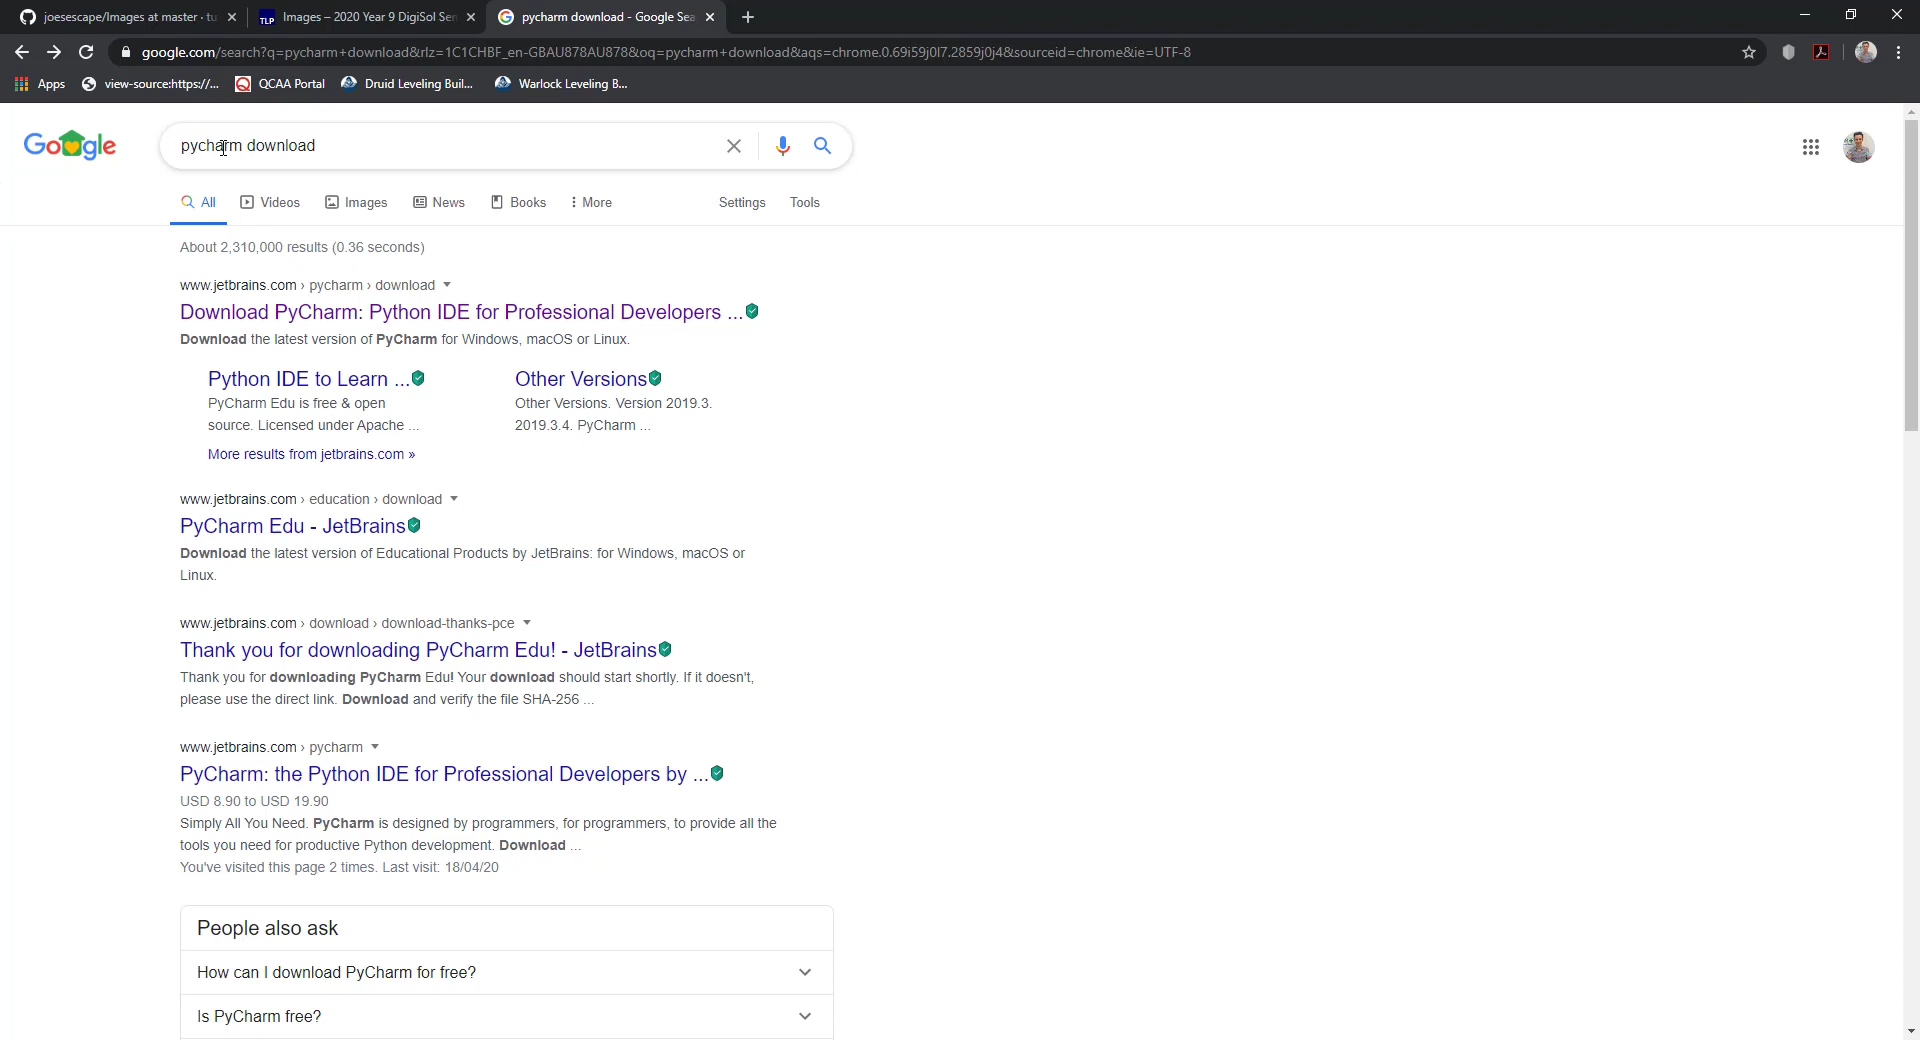 joesescape/Images at master · tu
TLP Images – 2020 Year 9 DigiSol Sem
pycharm download - Google Sea
google.com/search?q=pycharm+download&rlz=1C1CHBF_en-GBAU878AU878&oq=pycharm+download&aqs=chrome.0.69i59j0l7.2859j0j4&sourceid=chrome&ie=UTF-8
Apps view-source:https://... QCAA Portal Druid Leveling Buil... Warlock Leveling B...
Google
pycharm download
All Videos Images News Books More Settings Tools
About 2,310,000 results (0.36 seconds)
www.jetbrains.com › pycharm › download
Download PyCharm: Python IDE for Professional Developers ...
Download the latest version of PyCharm for Windows, macOS or Linux.
Python IDE to Learn ...
PyCharm Edu is free & open
source. Licensed under Apache ...
Other Versions
Other Versions. Version 2019.3.
2019.3.4. PyCharm ...
More results from jetbrains.com »
www.jetbrains.com › education › download
PyCharm Edu - JetBrains
Download the latest version of Educational Products by JetBrains: for Windows, macOS or
Linux.
www.jetbrains.com › download › download-thanks-pce
Thank you for downloading PyCharm Edu! - JetBrains
Thank you for downloading PyCharm Edu! Your download should start shortly. If it doesn't,
please use the direct link. Download and verify the file SHA-256 ...
www.jetbrains.com › pycharm
PyCharm: the Python IDE for Professional Developers by ...
USD 8.90 to USD 19.90
Simply All You Need. PyCharm is designed by programmers, for programmers, to provide all the
tools you need for productive Python development. Download ...
You've visited this page 2 times. Last visit: 18/04/20
People also ask
How can I download PyCharm for free?
Is PyCharm free?